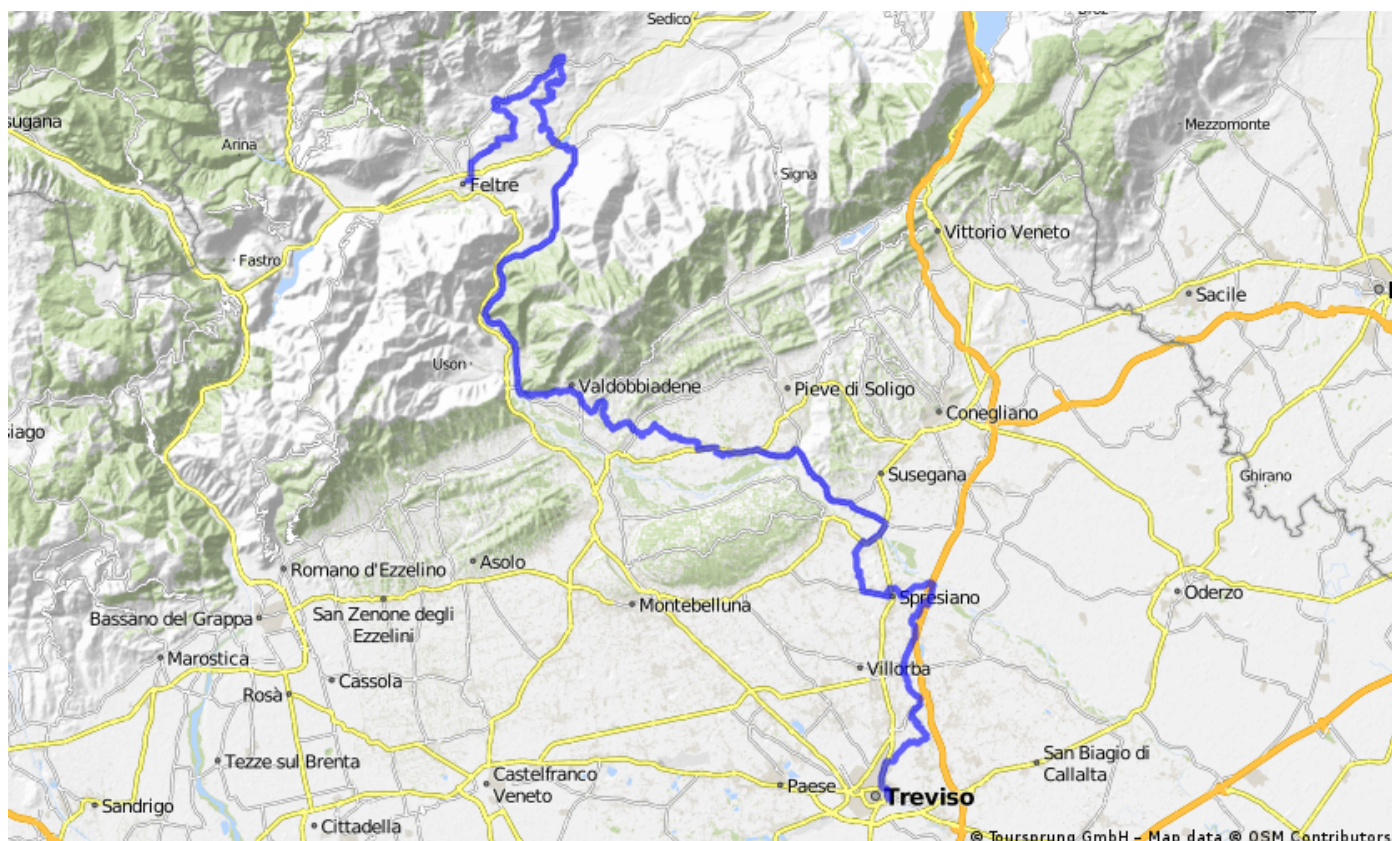 Sedico
sugana
Mezzomonte
Arina
Signa
Feltre
Vittorio Veneto
Fastro
Sacile
Uson
Valdobbiadene
Pieve di Soligo
Conegliano
iago
Susegana
Ghirano
Asolo
Romano d'Ezzelino
Spresiano
Oderzo
Montebelluna
San Zenone degli
Ezzelini
Bassano del Grappa
Marostica
Villorba
Cassola
Rosà
San Biagio di
Callalta
Tezze sul Brenta
Castelfranco
Veneto
Paese
Treviso
Sandrigo
Cittadella
© Toursprung GmbH – Map data © OSM Contributors